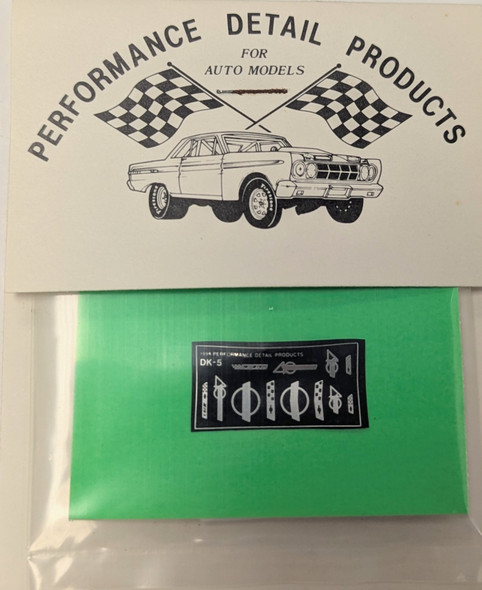 PERFORMANCE DETAIL PRODUCTS
FOR
AUTO MODELS
PERFORMANCE DETAIL PRODUCTS
DK-5